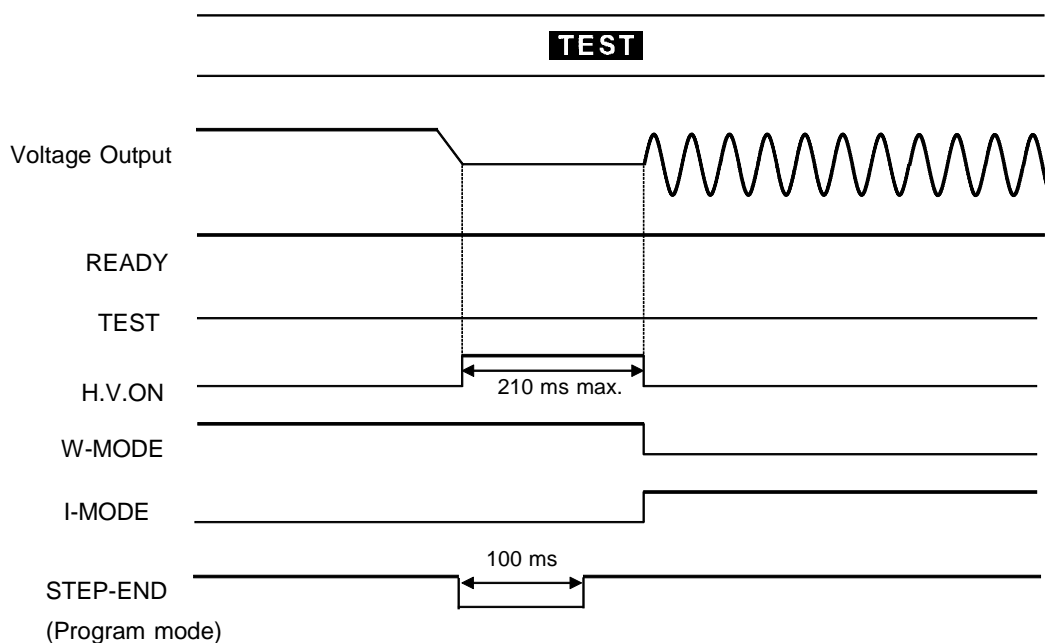 TEST
Voltage Output
READY
TEST
H.V.ON
210 ms max.
W-MODE
I-MODE
100 ms
STEP-END
(Program mode)